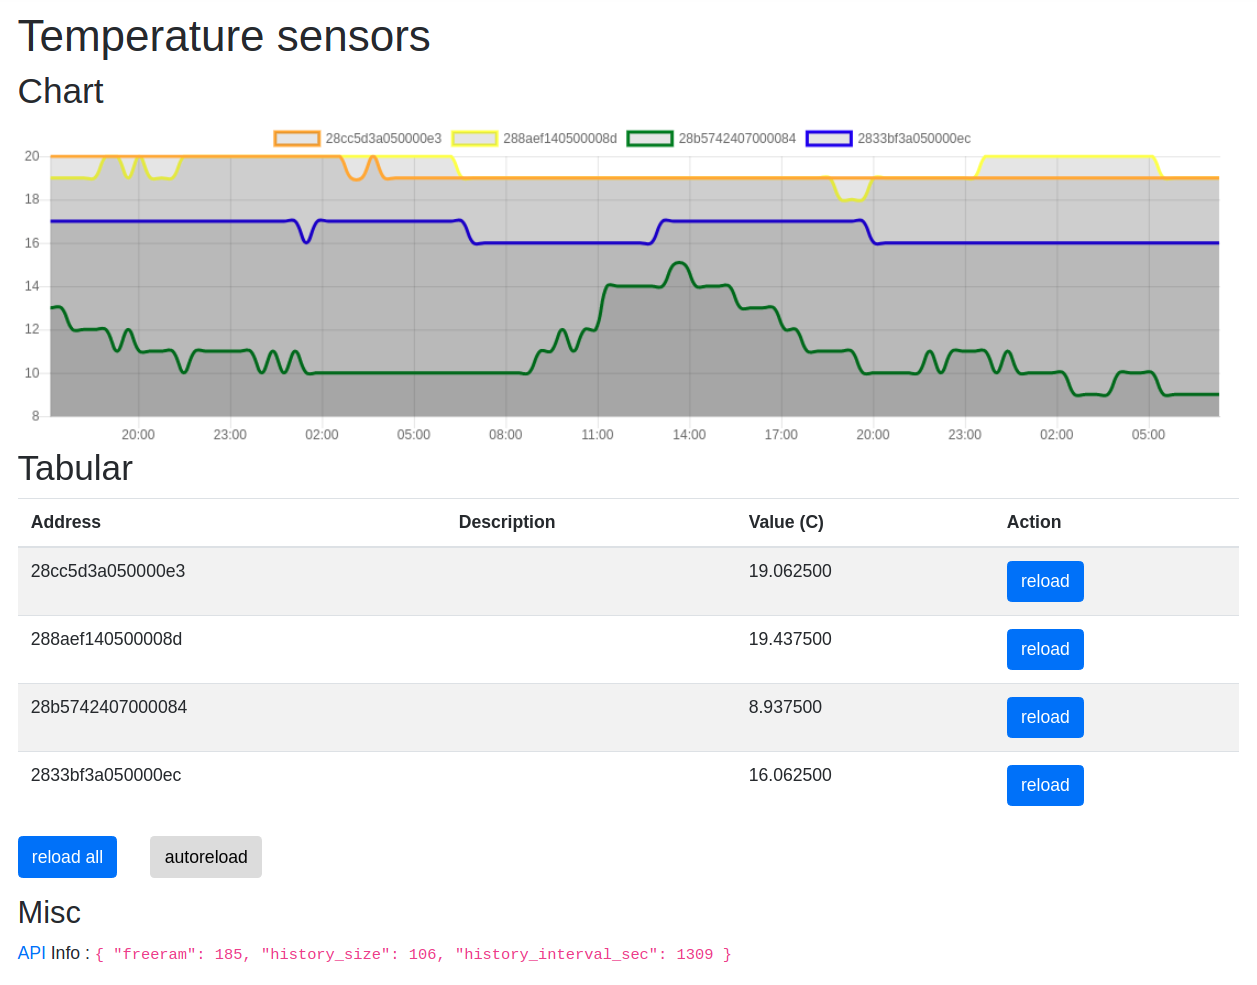 Temperature sensors
Chart
28cc5d3a050000e3 288aef140500008d 28b5742407000084 2833bf3a050000ec
20
18
16
14
12
10
8
20:00 23:00 02:00 05:00 08:00 11:00 14:00 17:00 20:00 23:00 02:00 05:00
Tabular
Address Description Value (C) Action
28cc5d3a050000e3 19.062500 reload
288aef140500008d 19.437500 reload
28b5742407000084 8.937500 reload
2833bf3a050000ec 16.062500 reload
reload all autoreload
Misc
API Info : { "freeram": 185, "history_size": 106, "history_interval_sec": 1309 }